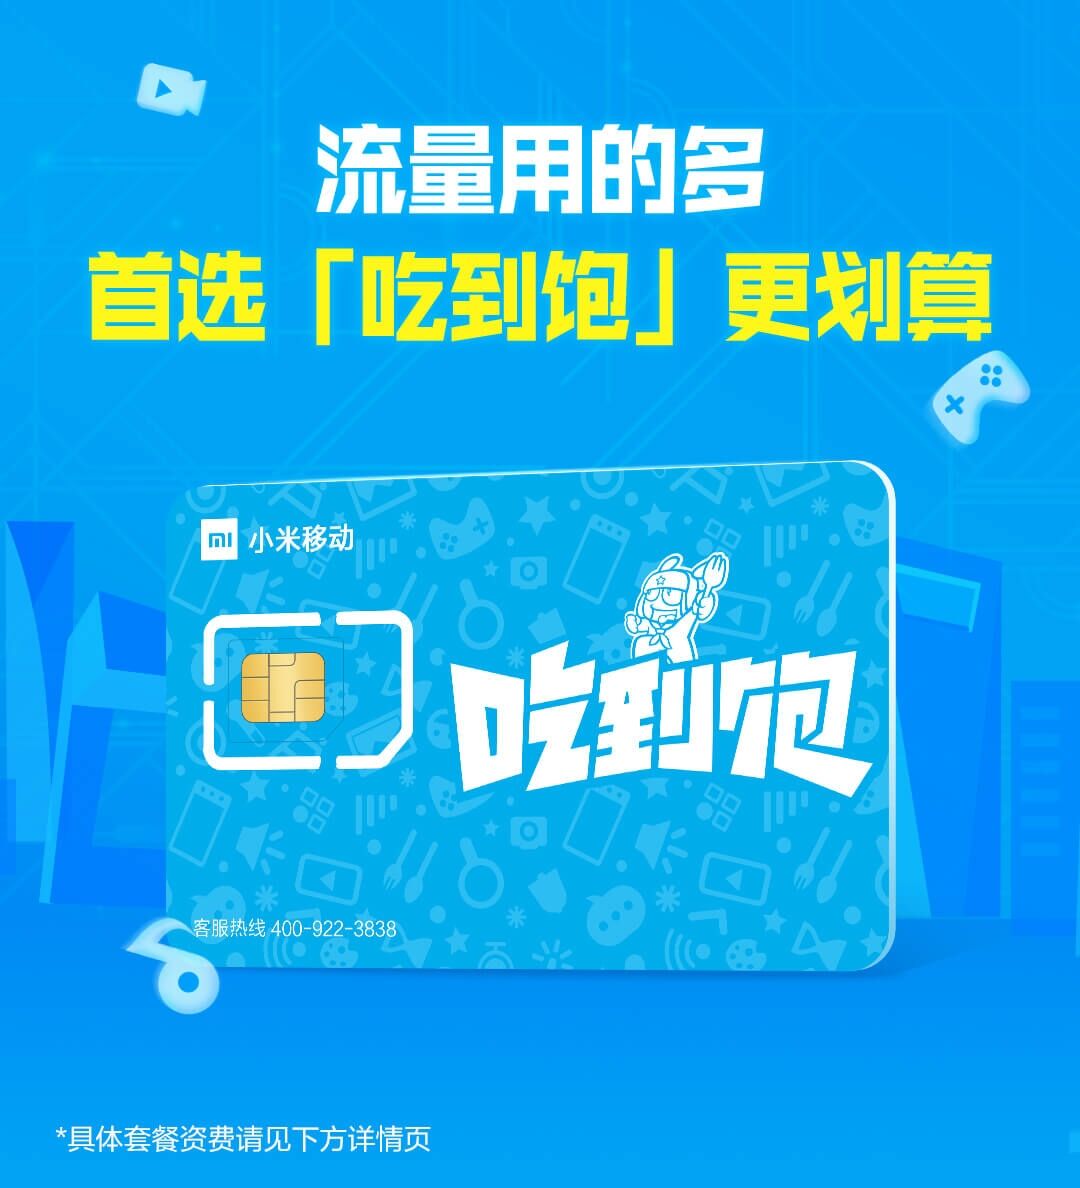 流量用的多
首选「吃到饱」更划算
mi 小米移动
吃到饱
客服热线 400-922-3838
*具体套餐资费请见下方详情页